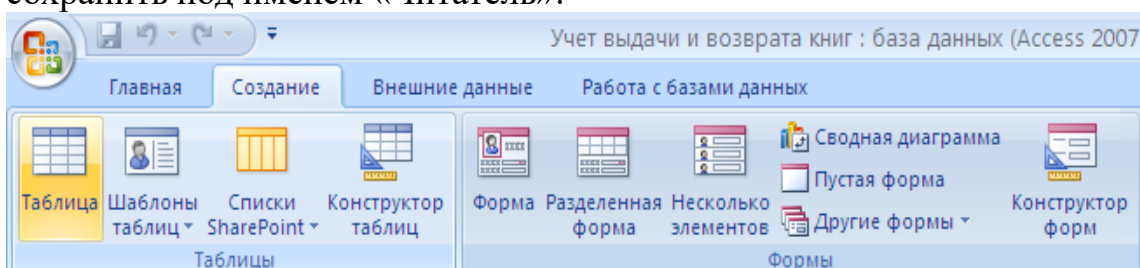 сохранить под именем «Читатель».
Учет выдачи и возврата книг : база данных (Access 2007
Главная Создание Внешние данные Работа с базами данных
Таблица
Шаблоны таблиц
Списки SharePoint
Конструктор таблиц
Таблицы
Форма
Разделенная форма
Несколько элементов
Сводная диаграмма
Пустая форма
Другие формы
Конструктор форм
Формы